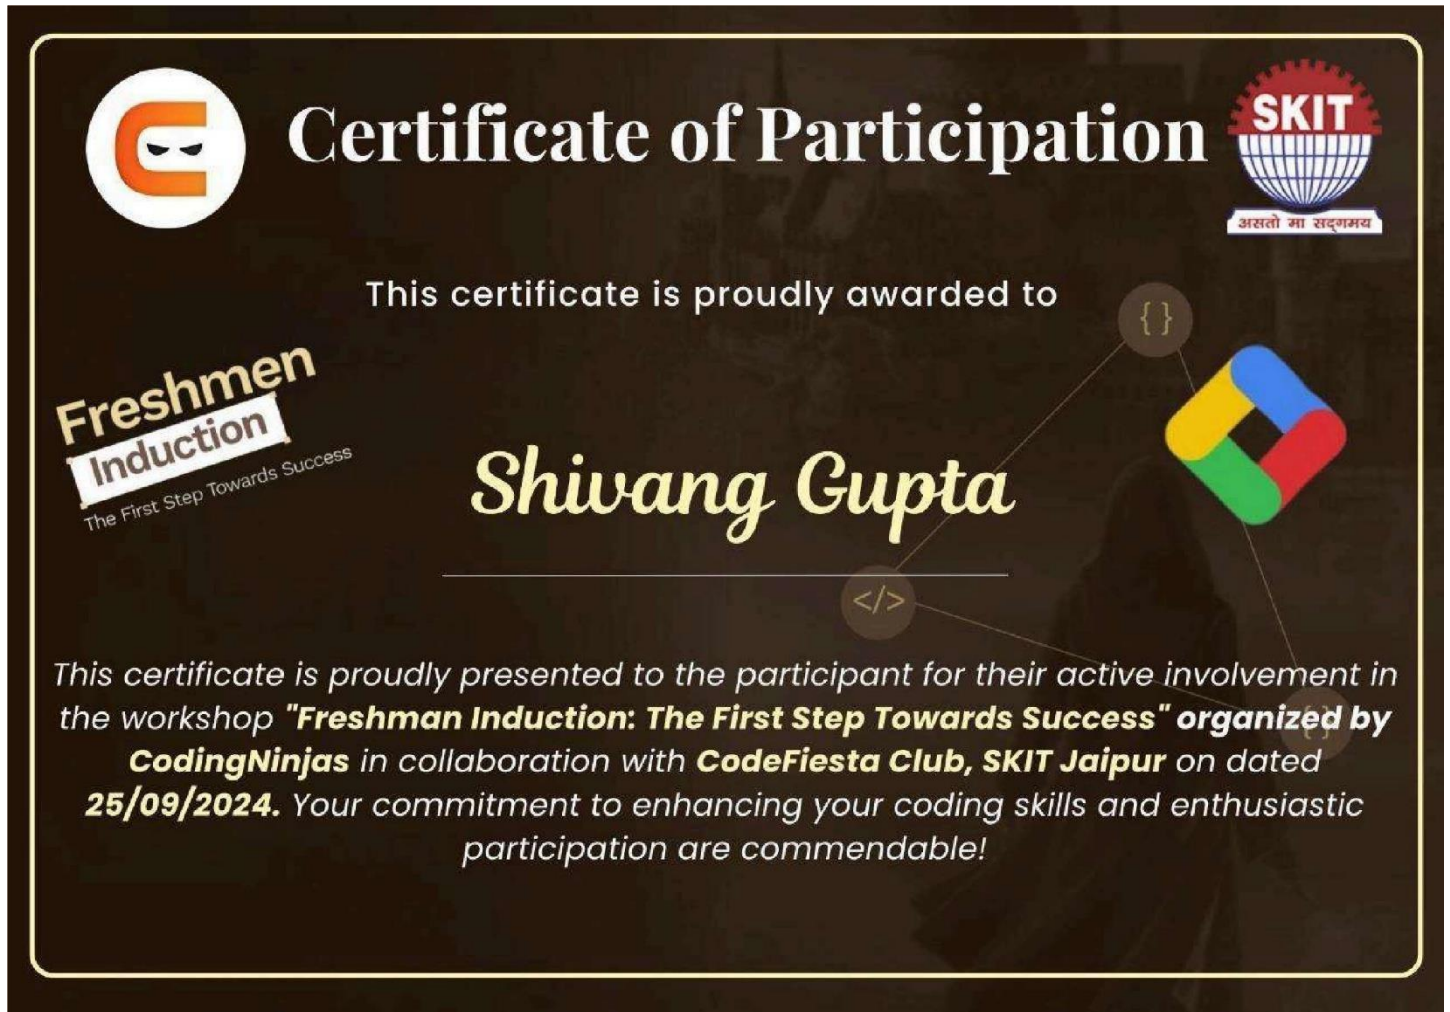 Certificate of Participation
SKIT
असतो मा सद्गमय
This certificate is proudly awarded to
{ }
Freshmen
Induction
The First Step Towards Success
Shivang Gupta
</>
This certificate is proudly presented to the participant for their active involvement in
the workshop "Freshman Induction: The First Step Towards Success" organized by
{ }
CodingNinjas in collaboration with CodeFiesta Club, SKIT Jaipur on dated
25/09/2024. Your commitment to enhancing your coding skills and enthusiastic
participation are commendable!